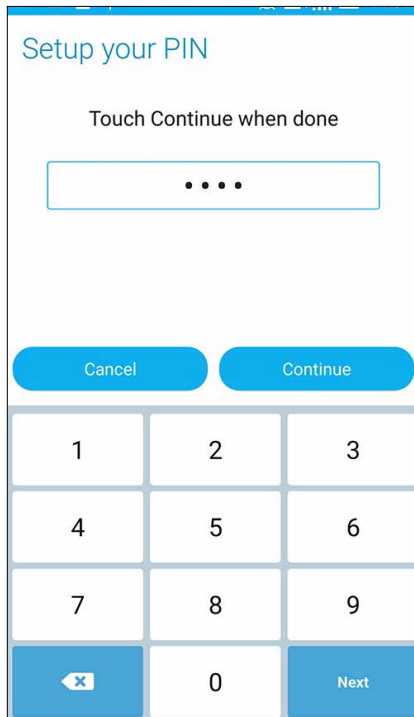 Setup your PIN
Touch Continue when done
••••
Cancel Continue
1 2 3
4 5 6
7 8 9
0 Next